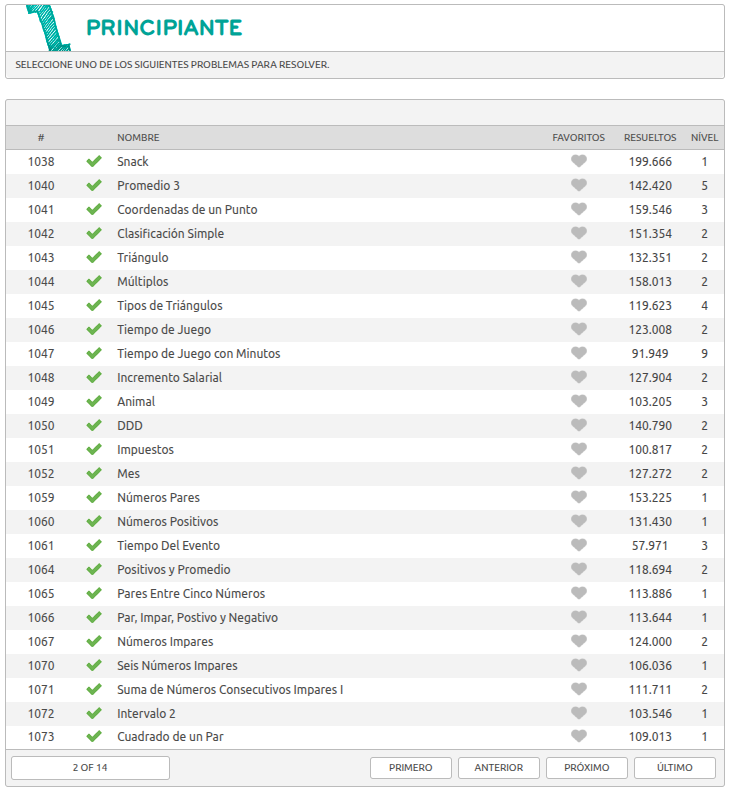 PRINCIPIANTE
SELECCIONE UNO DE LOS SIGUIENTES PROBLEMAS PARA RESOLVER.
# NOMBRE FAVORITOS RESUELTOS NÍVEL
1038 Snack 199.666 1
1040 Promedio 3 142.420 5
1041 Coordenadas de un Punto 159.546 3
1042 Clasificación Simple 151.354 2
1043 Triángulo 132.351 2
1044 Múltiplos 158.013 2
1045 Tipos de Triángulos 119.623 4
1046 Tiempo de Juego 123.008 2
1047 Tiempo de Juego con Minutos 91.949 9
1048 Incremento Salarial 127.904 2
1049 Animal 103.205 3
1050 DDD 140.790 2
1051 Impuestos 100.817 2
1052 Mes 127.272 2
1059 Números Pares 153.225 1
1060 Números Positivos 131.430 1
1061 Tiempo Del Evento 57.971 3
1064 Positivos y Promedio 118.694 2
1065 Pares Entre Cinco Números 113.886 1
1066 Par, Impar, Postivo y Negativo 113.644 1
1067 Números Impares 124.000 2
1070 Seis Números Impares 106.036 1
1071 Suma de Números Consecutivos Impares I 111.711 2
1072 Intervalo 2 103.546 1
1073 Cuadrado de un Par 109.013 1
2 OF 14 PRIMERO ANTERIOR PRÓXIMO ÚLTIMO